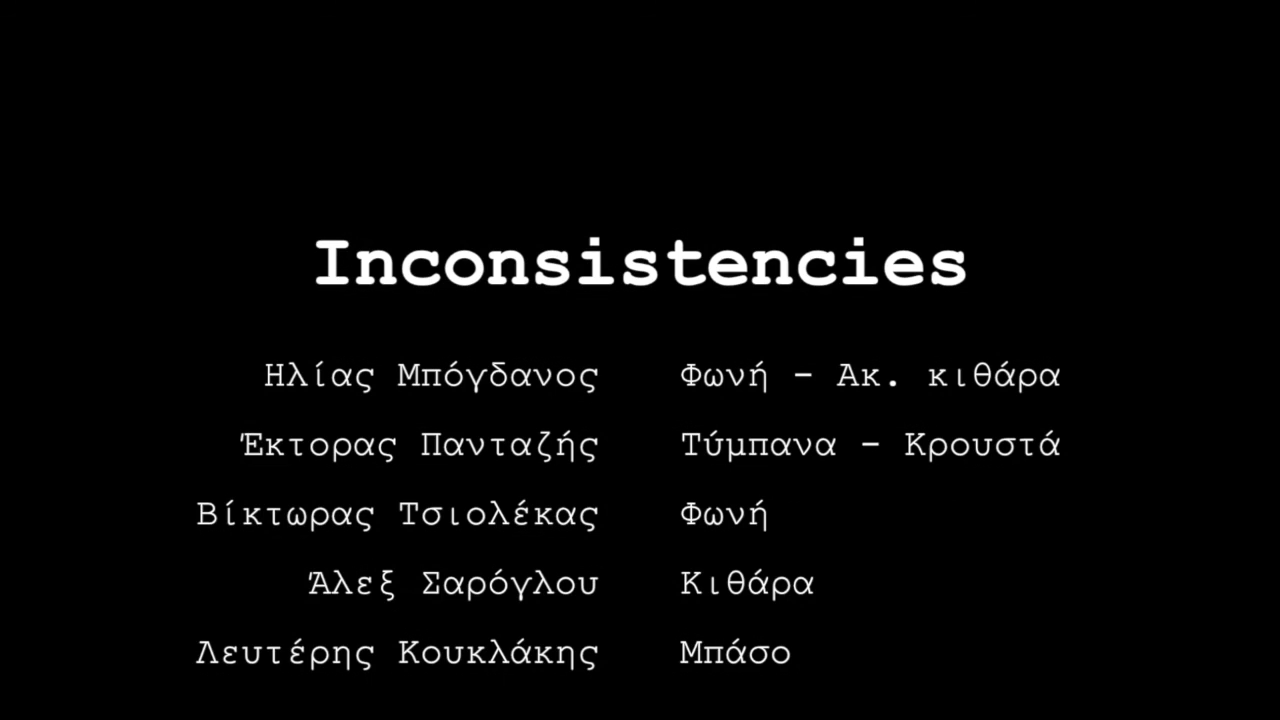 Inconsistencies
Ηλίας Μπόγδανος Φωνή - Ακ. κιθάρα
Έκτορας Πανταζής Τύμπανα - Κρουστά
Βίκτωρας Τσιολέκας Φωνή
Άλεξ Σαρόγλου Κιθάρα
Λευτέρης Κουκλάκης Μπάσο